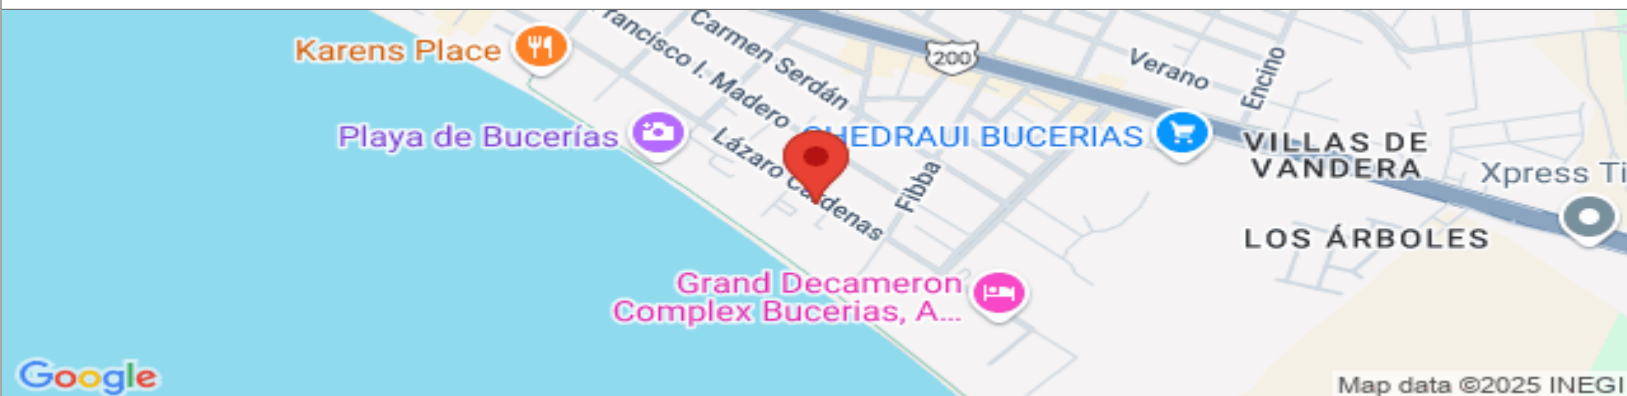 Karens Place
Francisco I. Madero
Carmen Serdán
200
Verano
Encino
Playa de Bucerías
Lázaro
CHEDRAUI BUCERIAS
VILLAS DE
VANDERA
Xpress Ti
Fibba
LOS ÁRBOLES
Grand Decameron
Complex Bucerias, A...
Google
Map data ©2025 INEGI